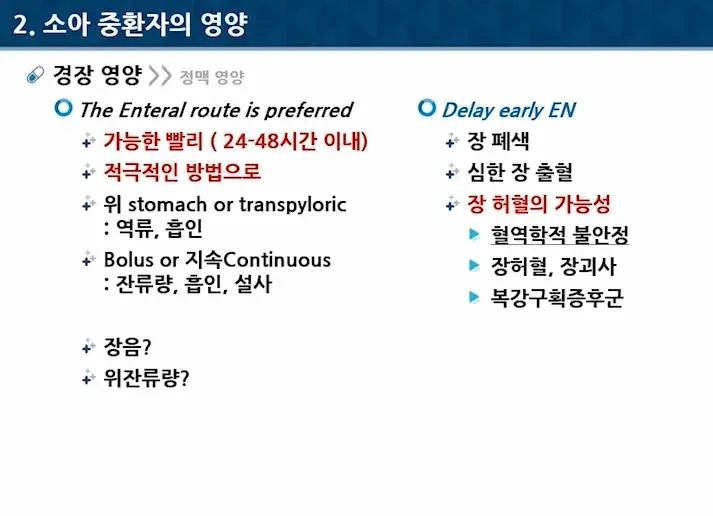 2. 소아 중환자의 영양
경장 영양 >> 정맥 영양
The Enteral route is preferred
가능한 빨리 ( 24-48시간 이내)
적극적인 방법으로
위 stomach or transpyloric
: 역류, 흡인
Bolus or 지속Continuous
: 잔류량, 흡인, 설사
장음?
위잔류량?
Delay early EN
장 폐색
심한 장 출혈
장 허혈의 가능성
혈역학적 불안정
장허혈, 장괴사
복강구획증후군